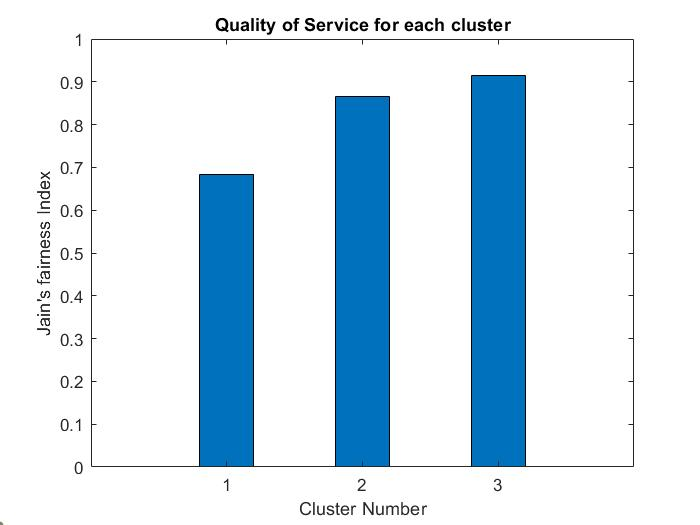 Quality of Service for each cluster
1
0.9
0.8
0.7
0.6
0.5
0.4
0.3
0.2
0.1
0
Jain's fairness Index
1 2 3
Cluster Number